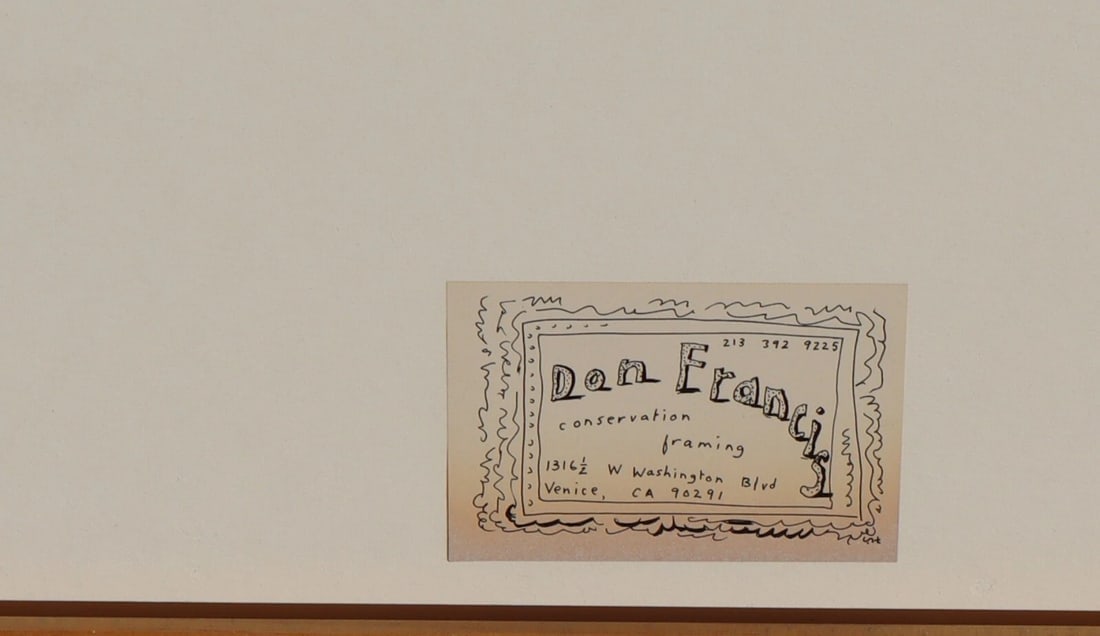 213 392 9225
Don Francis
conservation
framing
1316½ W Washington Blvd
Venice, CA 90291